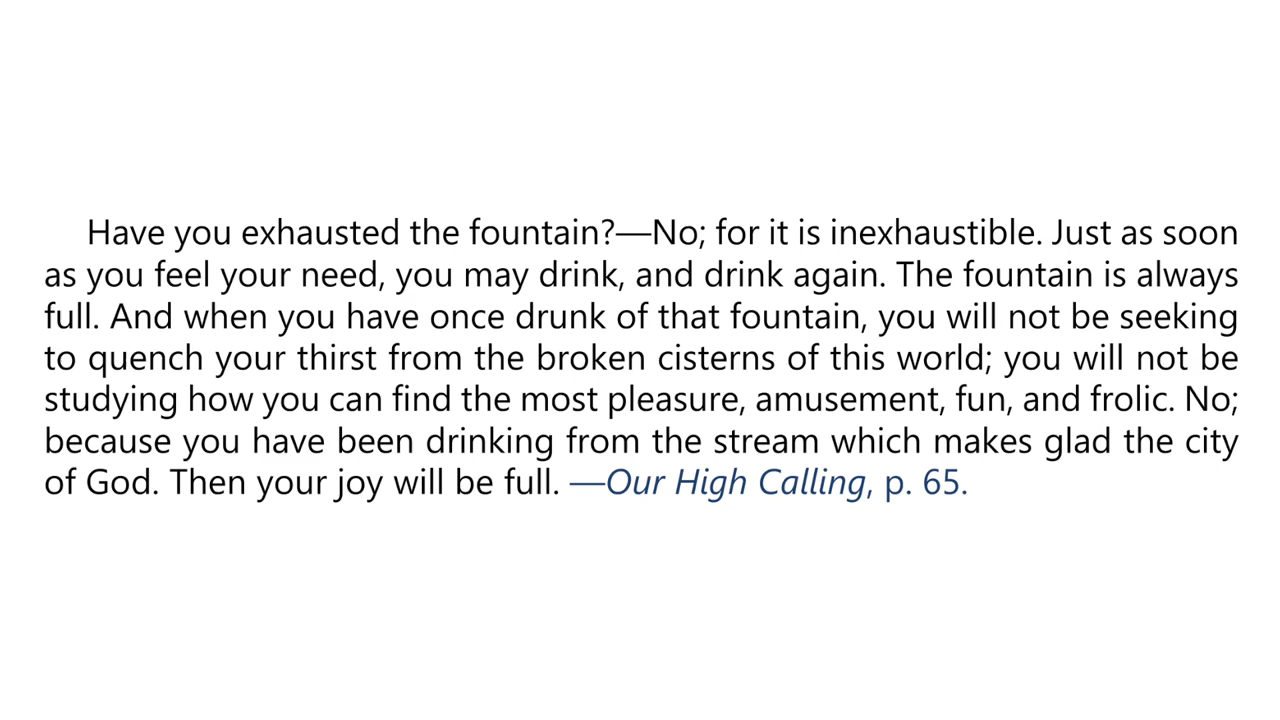 Have you exhausted the fountain?—No; for it is inexhaustible. Just as soon
as you feel your need, you may drink, and drink again. The fountain is always
full. And when you have once drunk of that fountain, you will not be seeking
to quench your thirst from the broken cisterns of this world; you will not be
studying how you can find the most pleasure, amusement, fun, and frolic. No;
because you have been drinking from the stream which makes glad the city
of God. Then your joy will be full. —Our High Calling, p. 65.